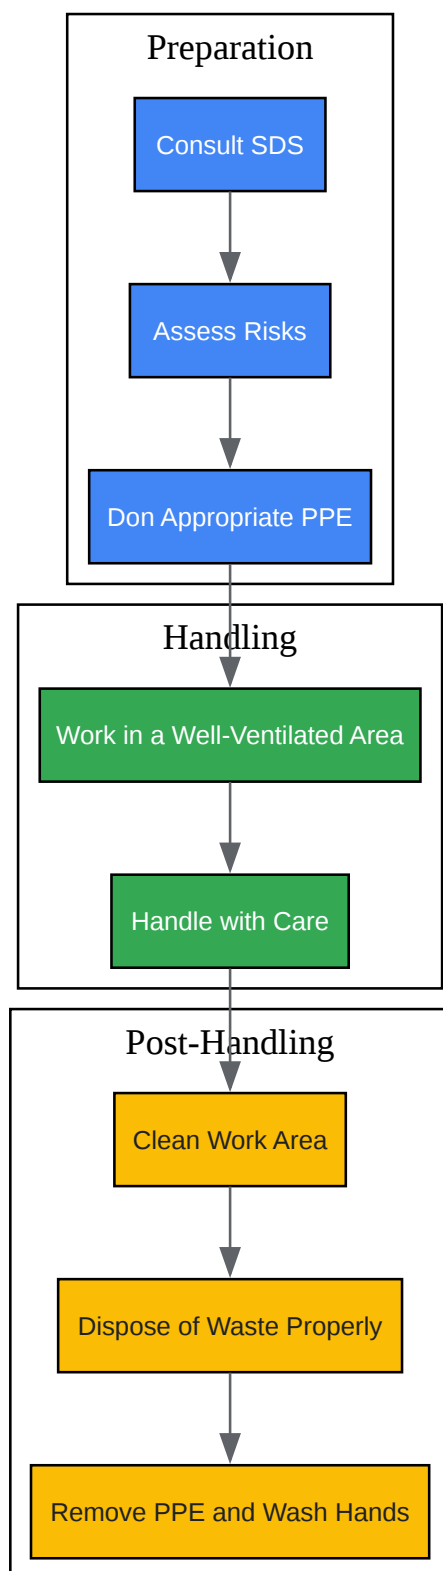 Preparation
Consult SDS
Assess Risks
Don Appropriate PPE
Handling
Work in a Well-Ventilated Area
Handle with Care
Post-Handling
Clean Work Area
Dispose of Waste Properly
Remove PPE and Wash Hands